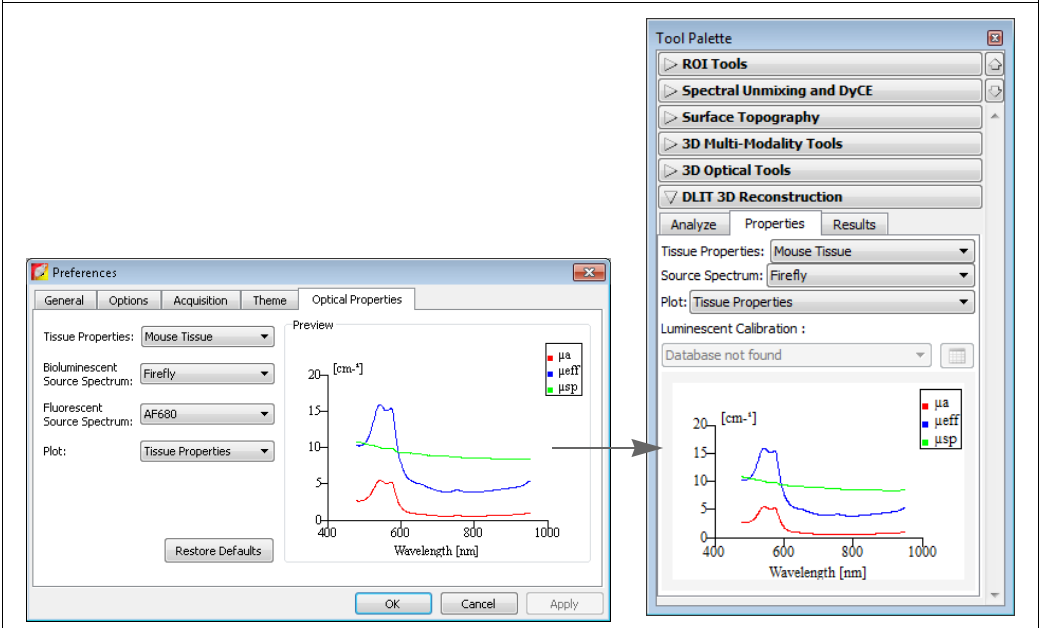 Preferences
General Options Acquisition Theme Optical Properties
Tissue Properties: Mouse Tissue
Bioluminescent
Source Spectrum: Firefly
Fluorescent
Source Spectrum: AF680
Plot: Tissue Properties
Restore Defaults
Preview
[cm-¹]
µa
µeff
µsp
20
15
10
5
0
400 600 800 1000
Wavelength [nm]
OK Cancel Apply
Tool Palette
ROI Tools
Spectral Unmixing and DyCE
Surface Topography
3D Multi-Modality Tools
3D Optical Tools
DLIT 3D Reconstruction
Analyze Properties Results
Tissue Properties: Mouse Tissue
Source Spectrum: Firefly
Plot: Tissue Properties
Luminescent Calibration :
Database not found
[cm-¹]
µa
µeff
µsp
20
15
10
5
0
400 600 800 1000
Wavelength [nm]